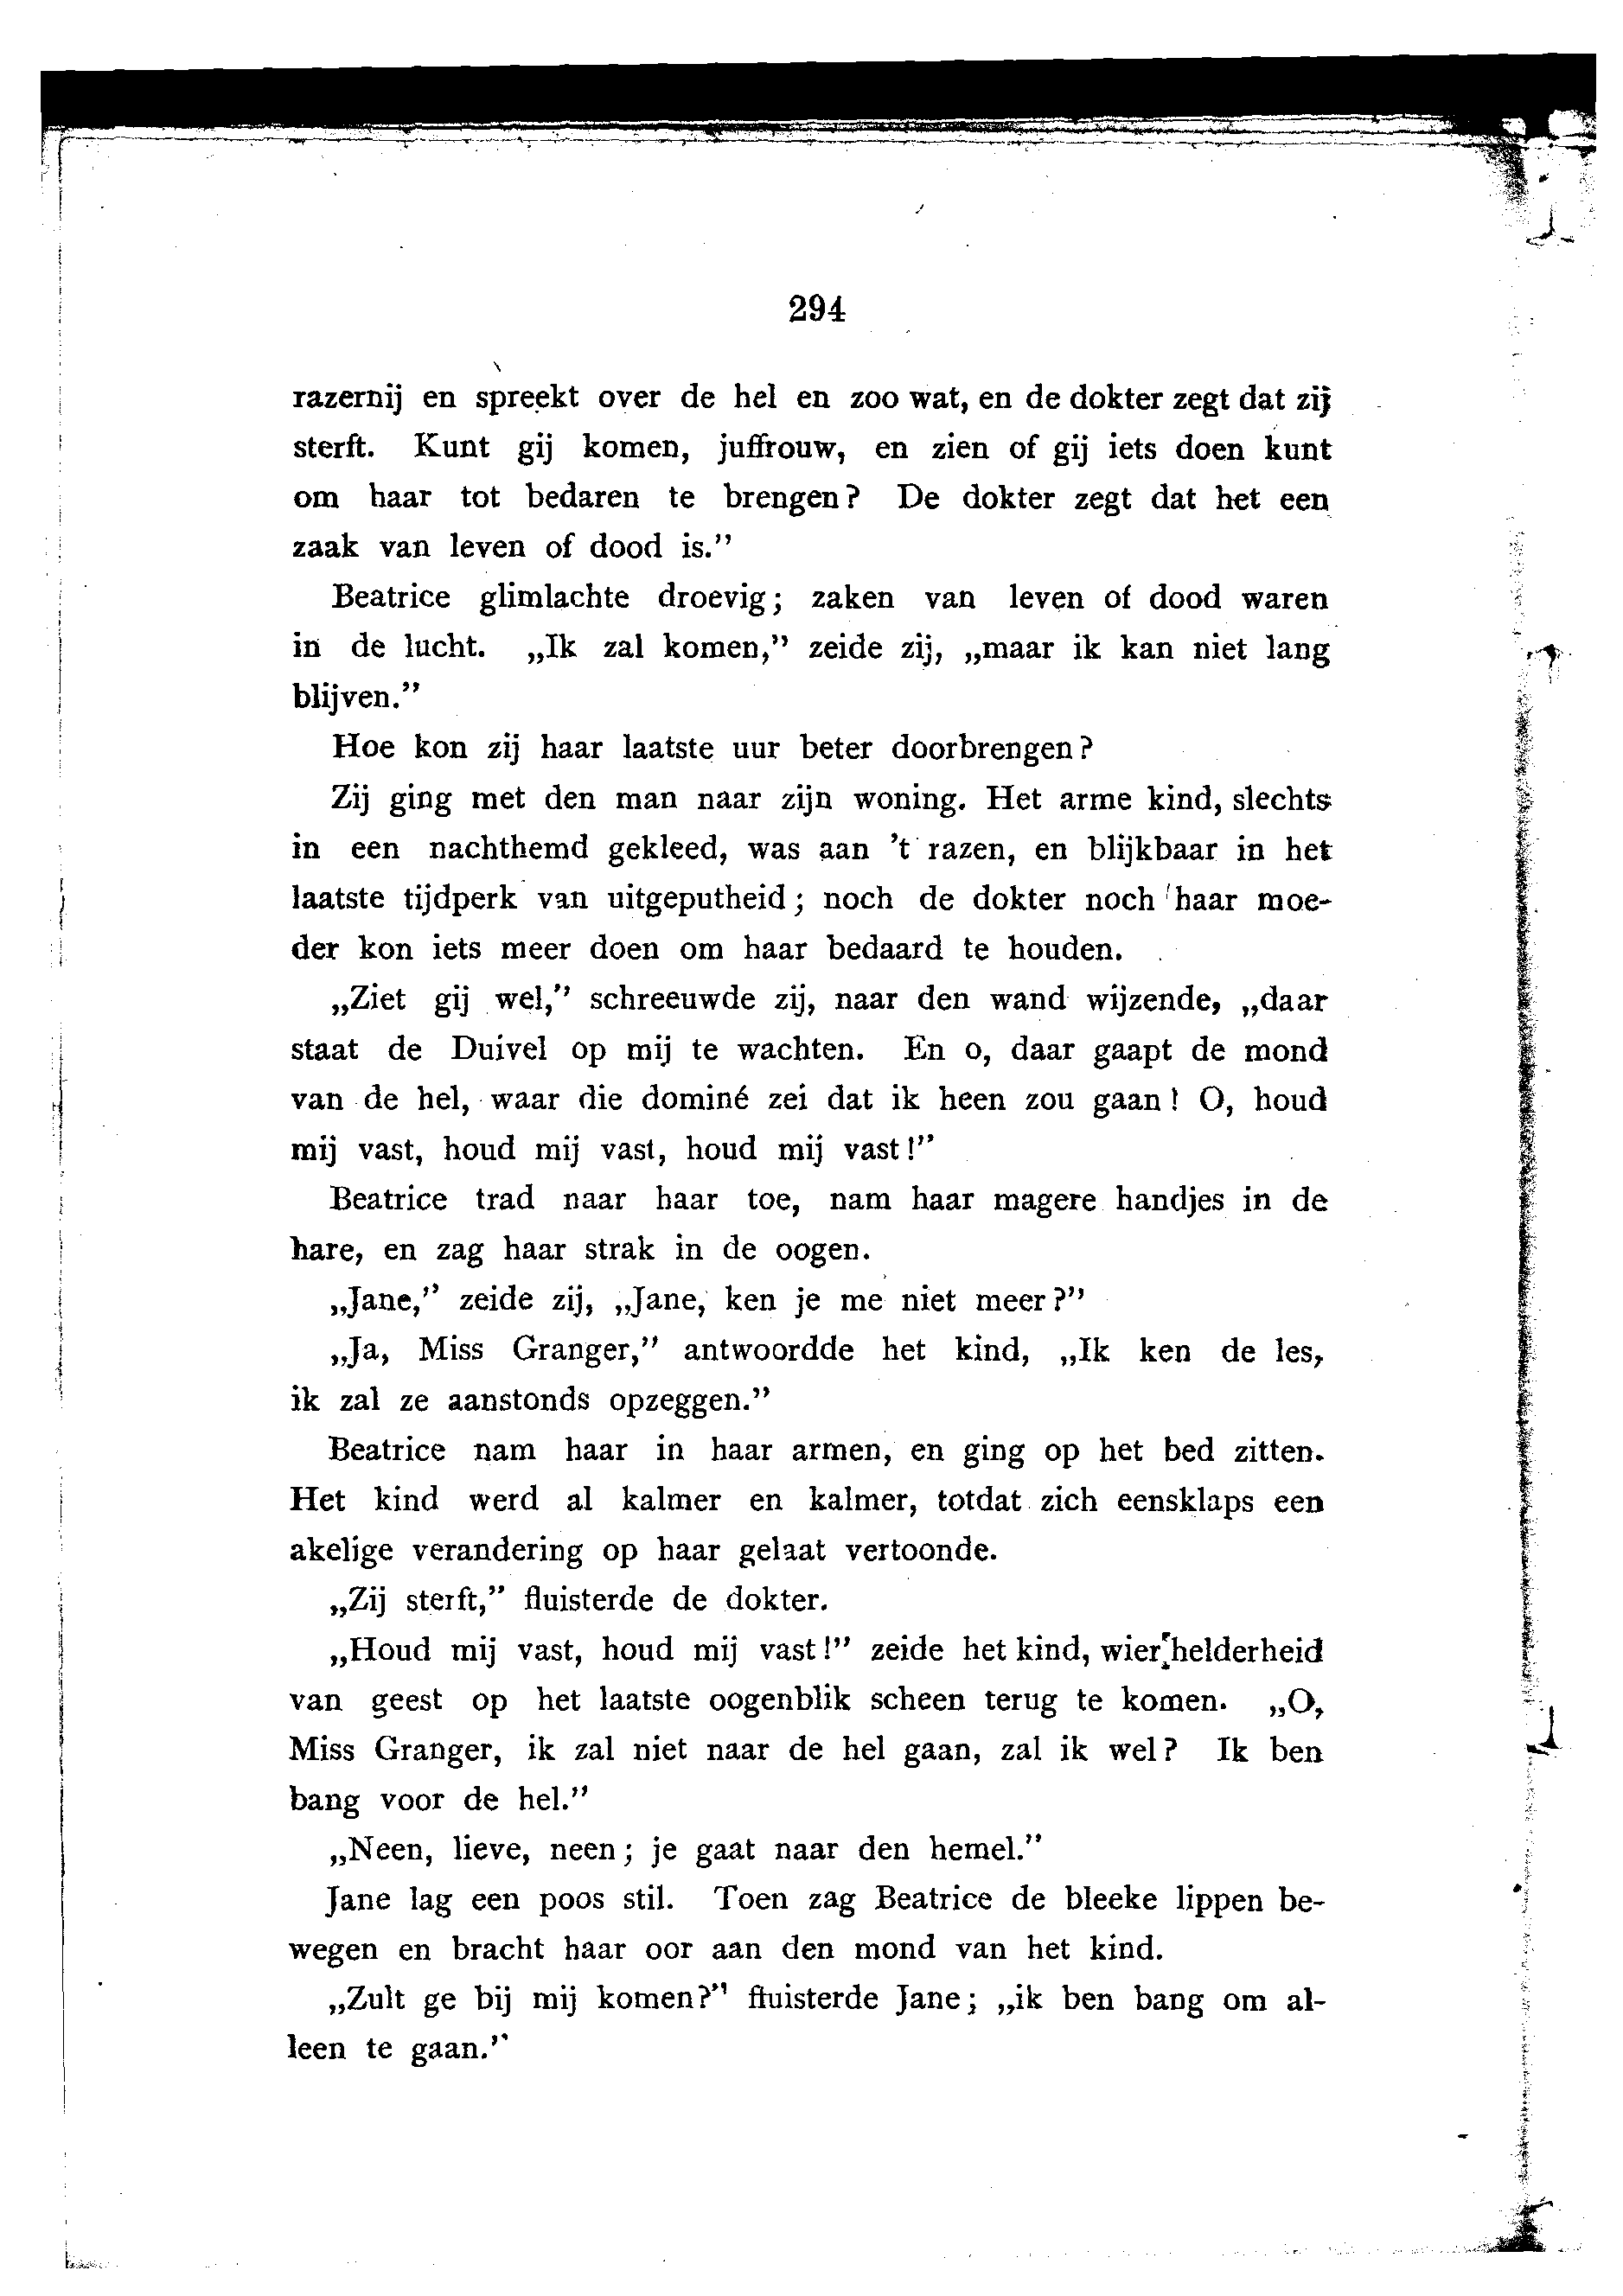 294
razernij en spreekt over de hel en zoo wat, en de dokter zegt dat zij
sterft. Kunt gij komen, juffrouw, en zien of gij iets doen kunt
om haar tot bedaren te brengen? De dokter zegt dat het een
zaak van leven of dood is.”
Beatrice glimlachte droevig; zaken van leven of dood waren
in de lucht. „Ik zal komen,” zeide zij, „maar ik kan niet lang
blijven.”
Hoe kon zij haar laatste uur beter doorbrengen?
Zij ging met den man naar zijn woning. Het arme kind, slechts
in een nachthemd gekleed, was aan 't razen, en blijkbaar in het
laatste tijdperk van uitgeputheid; noch de dokter noch haar moe-
der kon iets meer doen om haar bedaard te houden.
„Ziet gij wel,” schreeuwde zij, naar den wand wijzende, „daar
staat de Duivel op mij te wachten. En o, daar gaapt de mond
van de hel, waar die dominé zei dat ik heen zou gaan! O, houd
mij vast, houd mij vast, houd mij vast!”
Beatrice trad naar haar toe, nam haar magere handjes in de
hare, en zag haar strak in de oogen.
„Jane,” zeide zij, „Jane, ken je me niet meer?”
„Ja, Miss Granger,” antwoordde het kind, „Ik ken de les,
ik zal ze aanstonds opzeggen.”
Beatrice nam haar in haar armen, en ging op het bed zitten.
Het kind werd al kalmer en kalmer, totdat zich eensklaps een
akelige verandering op haar gelaat vertoonde.
„Zij sterft,” fluisterde de dokter.
„Houd mij vast, houd mij vast!” zeide het kind, wier helderheid
van geest op het laatste oogenblik scheen terug te komen. „O,
Miss Granger, ik zal niet naar de hel gaan, zal ik wel? Ik ben
bang voor de hel.”
„Neen, lieve, neen; je gaat naar den hemel.”
Jane lag een poos stil. Toen zag Beatrice de bleeke lippen be-
wegen en bracht haar oor aan den mond van het kind.
„Zult ge bij mij komen?” fluisterde Jane; „ik ben bang om al-
leen te gaan.”